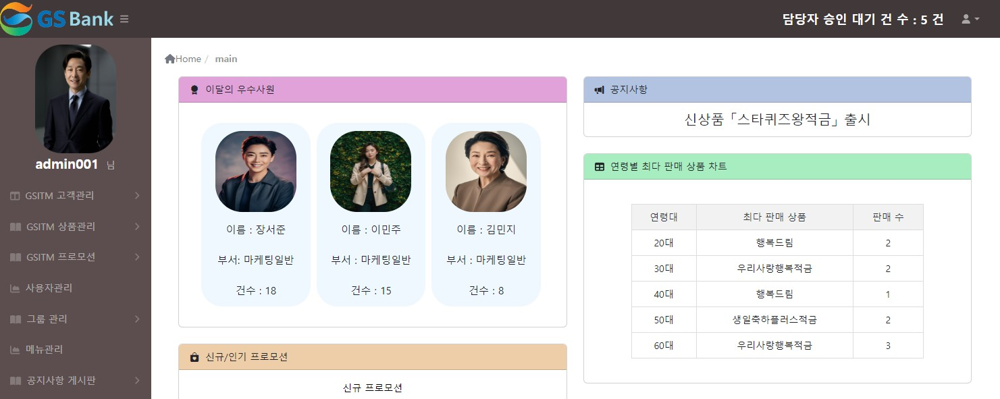 GS Bank
담당자 승인 대기 건 수 : 5 건
admin001 님
GSITM 고객관리
GSITM 상품관리
GSITM 프로모션
사용자관리
그룹 관리
메뉴관리
공지사항 게시판
Home / main
이달의 우수사원
이름 : 장서준
부서: 마케팅일반
건수 : 18
이름 : 이민주
부서 : 마케팅일반
건수 : 15
이름 : 김민지
부서 : 마케팅일반
건수 : 8
신규/인기 프로모션
신규 프로모션
공지사항
신상품「스타퀴즈왕적금」출시
연령별 최다 판매 상품 차트
연령대 최다 판매 상품 판매 수
20대 행복드림 2
30대 우리사랑행복적금 2
40대 행복드림 1
50대 생일축하플러스적금 2
60대 우리사랑행복적금 3